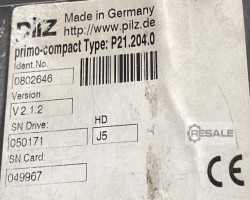 pilz Made in Germany
http://www.pilz.de
primo-compact Type: P21.204.0
Ident.No.
0802646
Version
V 2.1.2
SN Drive: HD
050171 J5
SN Card:
049967
CE
RESALE